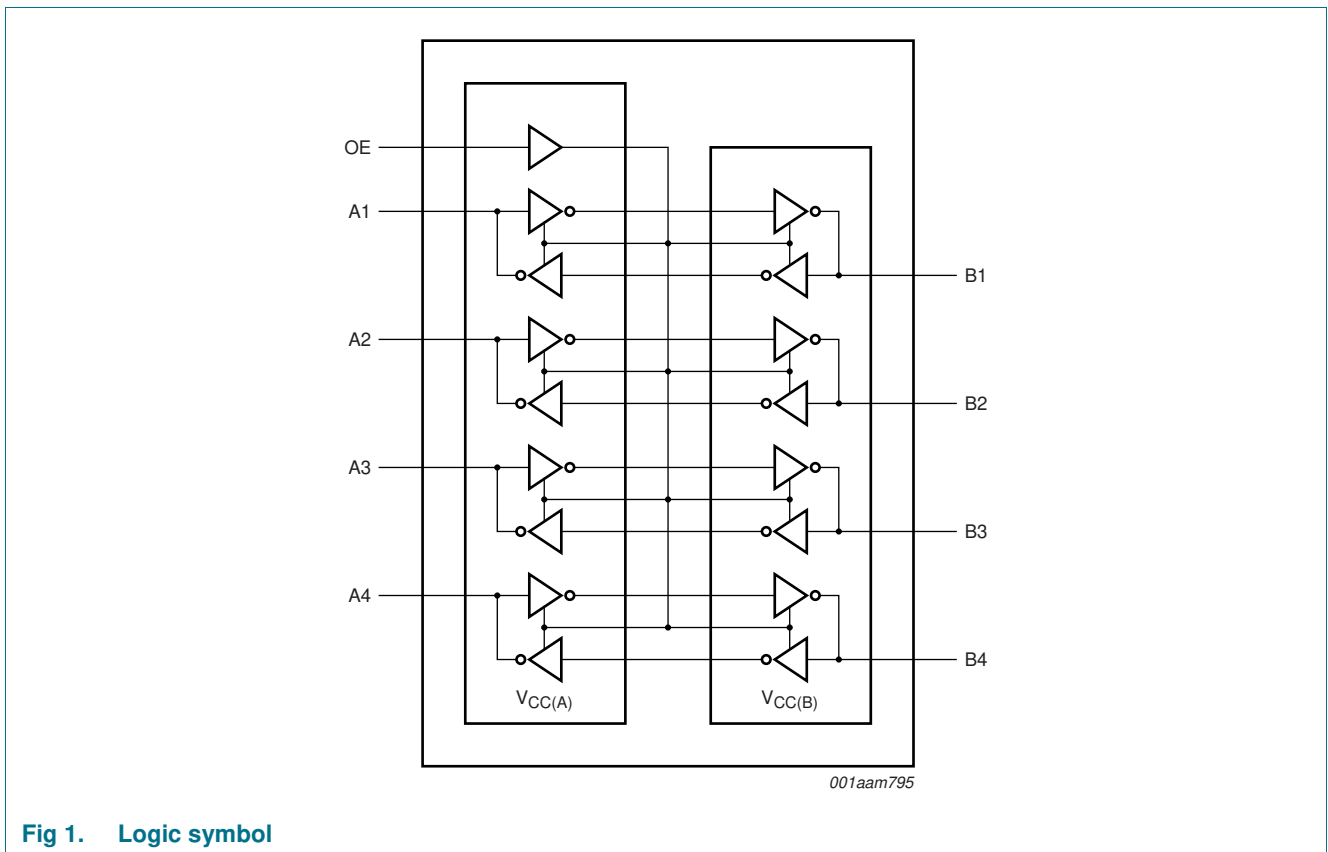 OE
A1
B1
A2
B2
A3
B3
A4
B4
VCC(A)
VCC(B)
001aam795
Fig 1. Logic symbol